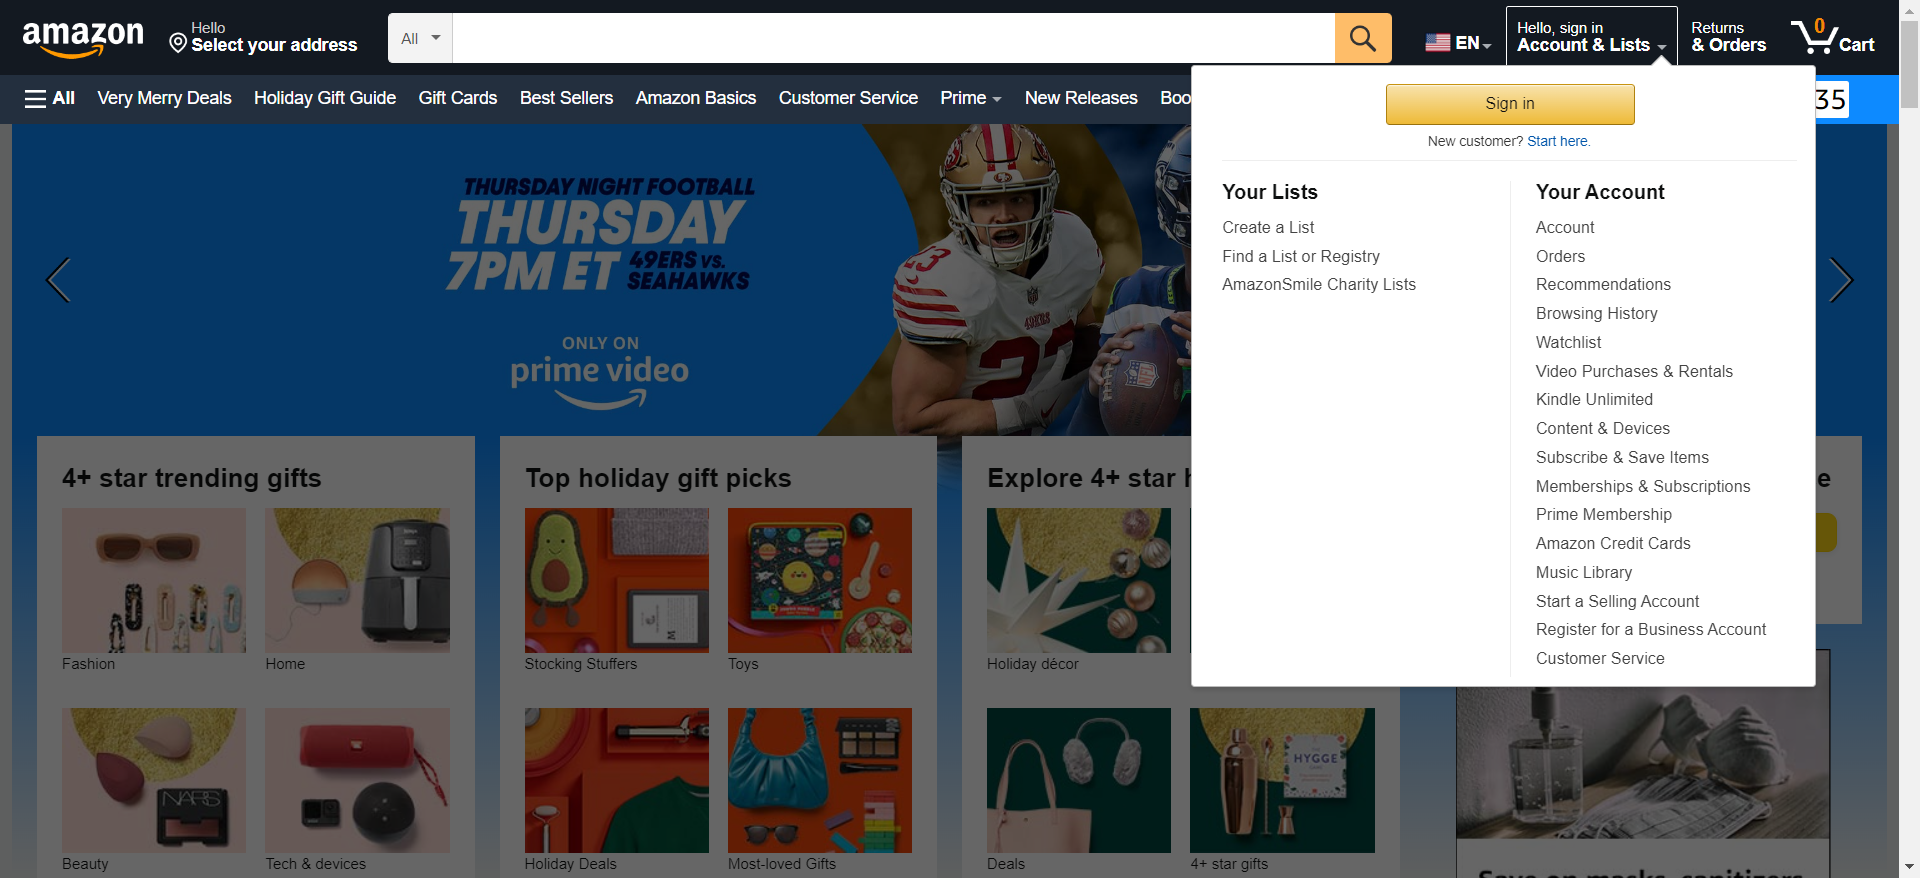 amazon
Hello
Select your address
All
EN
Hello, sign in
Account & Lists
Returns
& Orders
0
Cart
All
Very Merry Deals
Holiday Gift Guide
Gift Cards
Best Sellers
Amazon Basics
Customer Service
Prime
New Releases
Boo
35
Sign in
New customer? Start here.
Your Lists
Create a List
Find a List or Registry
AmazonSmile Charity Lists
Your Account
Account
Orders
Recommendations
Browsing History
Watchlist
Video Purchases & Rentals
Kindle Unlimited
Content & Devices
Subscribe & Save Items
Memberships & Subscriptions
Prime Membership
Amazon Credit Cards
Music Library
Start a Selling Account
Register for a Business Account
Customer Service
THURSDAY NIGHT FOOTBALL
THURSDAY
7PM ET 49ERS VS. SEAHAWKS
ONLY ON
prime video
49ERS
23
NFL
4+ star trending gifts
Fashion
Home
NARS
Beauty
Tech & devices
Top holiday gift picks
Stocking Stuffers
Toys
Holiday Deals
Most-loved Gifts
Explore 4+ star h
Holiday décor
HYGGE
Deals
4+ star gifts
e
Save on masks, sanitizers